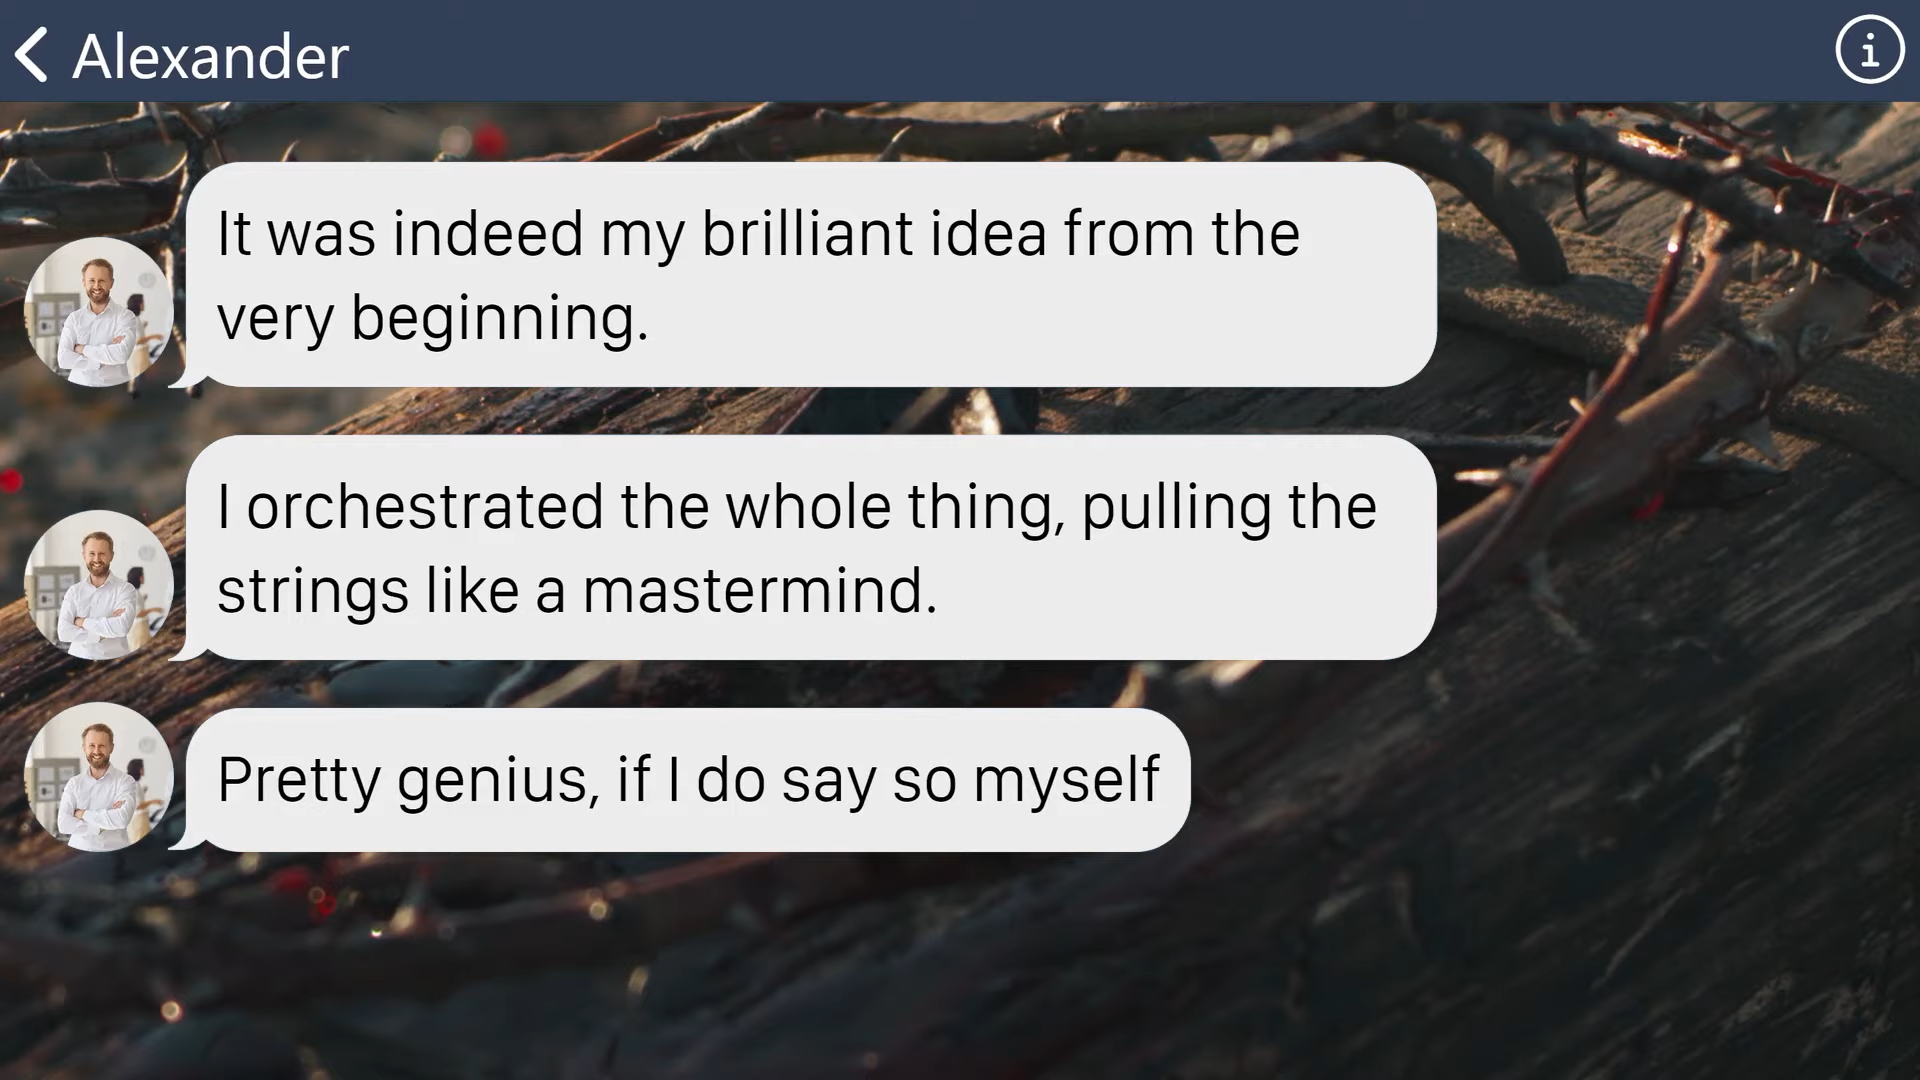 Alexander
It was indeed my brilliant idea from the
very beginning.
I orchestrated the whole thing, pulling the
strings like a mastermind.
Pretty genius, if I do say so myself